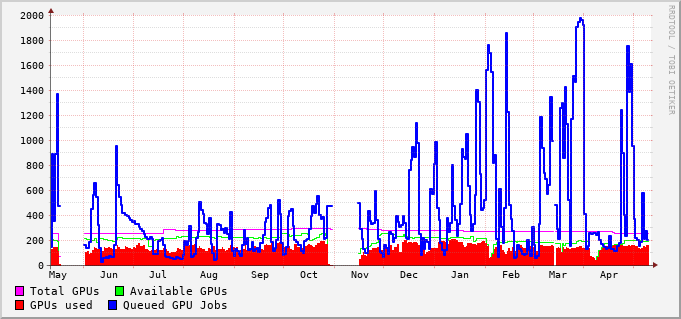 2000
1800
1600
1400
1200
1000
800
600
400
200
0
May Jun Jul Aug Sep Oct Nov Dec Jan Feb Mar Apr
Total GPUs Available GPUs
GPUs used Queued GPU Jobs
RRDTOOL / TOBI OETIKER